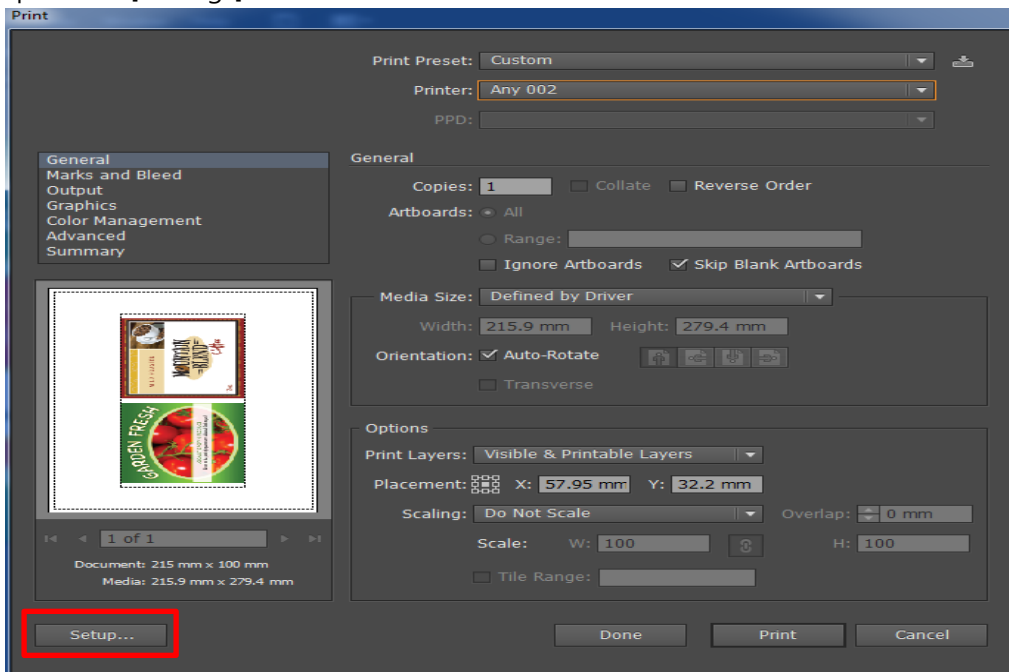 Print
Print Preset: Custom
Printer: Any 002
PPD:
General
Marks and Bleed
Output
Graphics
Color Management
Advanced
Summary
General
Copies: 1 Collate Reverse Order
Artboards: All
Range:
Ignore Artboards Skip Blank Artboards
Media Size: Defined by Driver
Width: 215.9 mm Height: 279.4 mm
Orientation: Auto-Rotate
Transverse
MOUNTAIN
BLEND
Coffee
GARDEN FRESH
1 of 1
Document: 215 mm x 100 mm
Media: 215.9 mm x 279.4 mm
Options
Print Layers: Visible & Printable Layers
Placement: X: 57.95 mm Y: 32.2 mm
Scaling: Do Not Scale Overlap: 0 mm
Scale: W: 100 H: 100
Tile Range:
Setup... Done Print Cancel